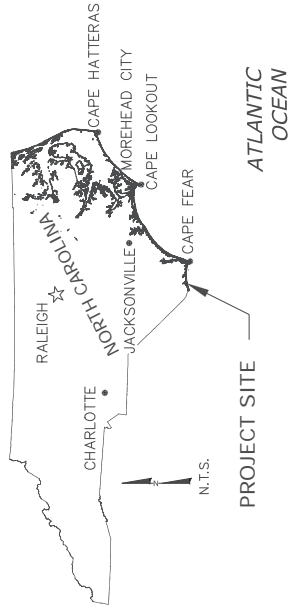 CAPE HATTERAS
MOREHEAD CITY
CAPE LOOKOUT
RALEIGH
NORTH CAROLINA
JACKSONVILLE
CAPE FEAR
ATLANTIC
OCEAN
CHARLOTTE
N
N.T.S.
PROJECT SITE